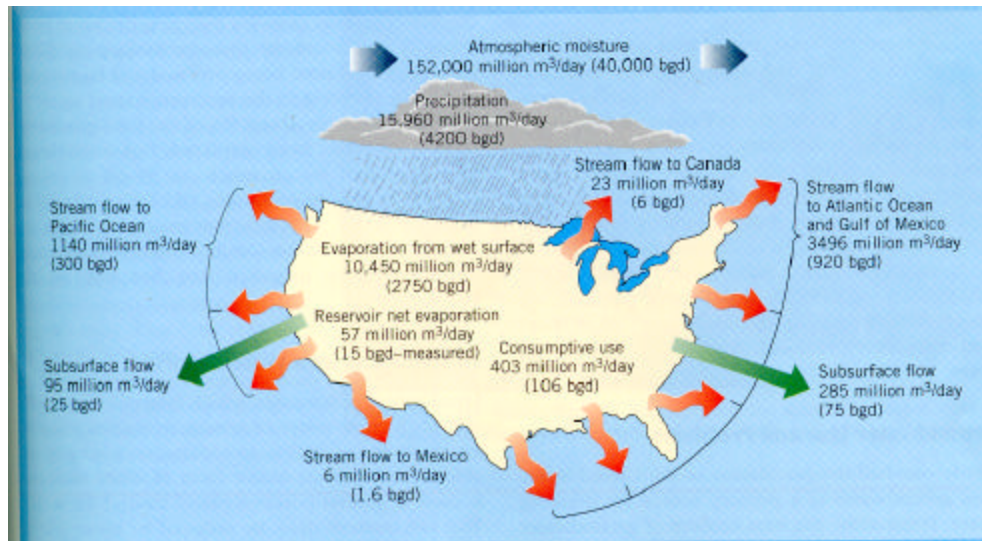 Atmospheric moisture
152,000 million m³/day (40,000 bgd)
Precipitation
15,960 million m³/day
(4200 bgd)
Stream flow to Canada
23 million m³/day
(6 bgd)
Stream flow
to Atlantic Ocean
and Gulf of Mexico
3496 million m³/day
(920 bgd)
Stream flow to
Pacific Ocean
1140 million m³/day
(300 bgd)
Evaporation from wet surface
10,450 million m³/day
(2750 bgd)
Reservoir net evaporation
57 million m³/day
(15 bgd–measured)
Consumptive use
403 million m³/day
(106 bgd)
Subsurface flow
95 million m³/day
(25 bgd)
Subsurface flow
285 million m³/day
(75 bgd)
Stream flow to Mexico
6 million m³/day
(1.6 bgd)